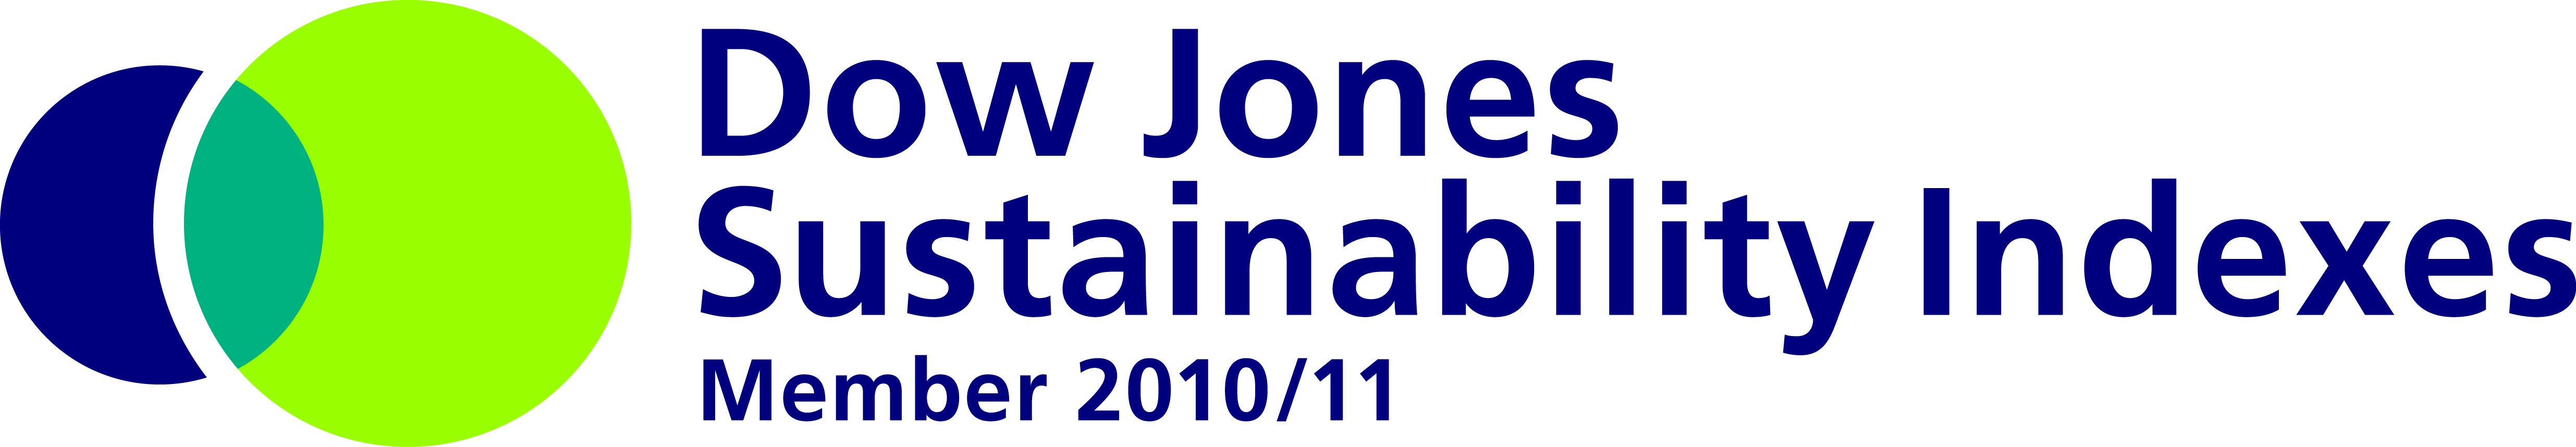 Dow Jones
Sustainability Indexes
Member 2010/11